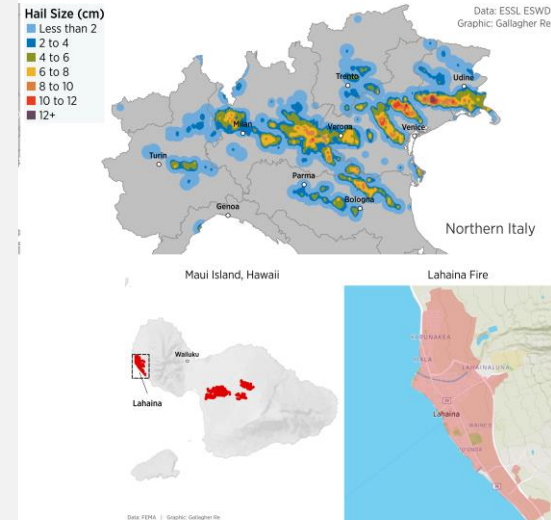 Hail Size (cm)
Less than 2
2 to 4
4 to 6
6 to 8
8 to 10
10 to 12
12+
Data: ESSL ESWD
Graphic: Gallagher Re
Trento
Udine
Milan
Verona
Venice
Turin
Parma
Bologna
Genoa
Northern Italy
Maui Island, Hawaii
Lahaina Fire
Wailuku
Lahaina
Data: FEMA | Graphic: Gallagher Re
LAHAINALUNA
Lahaina